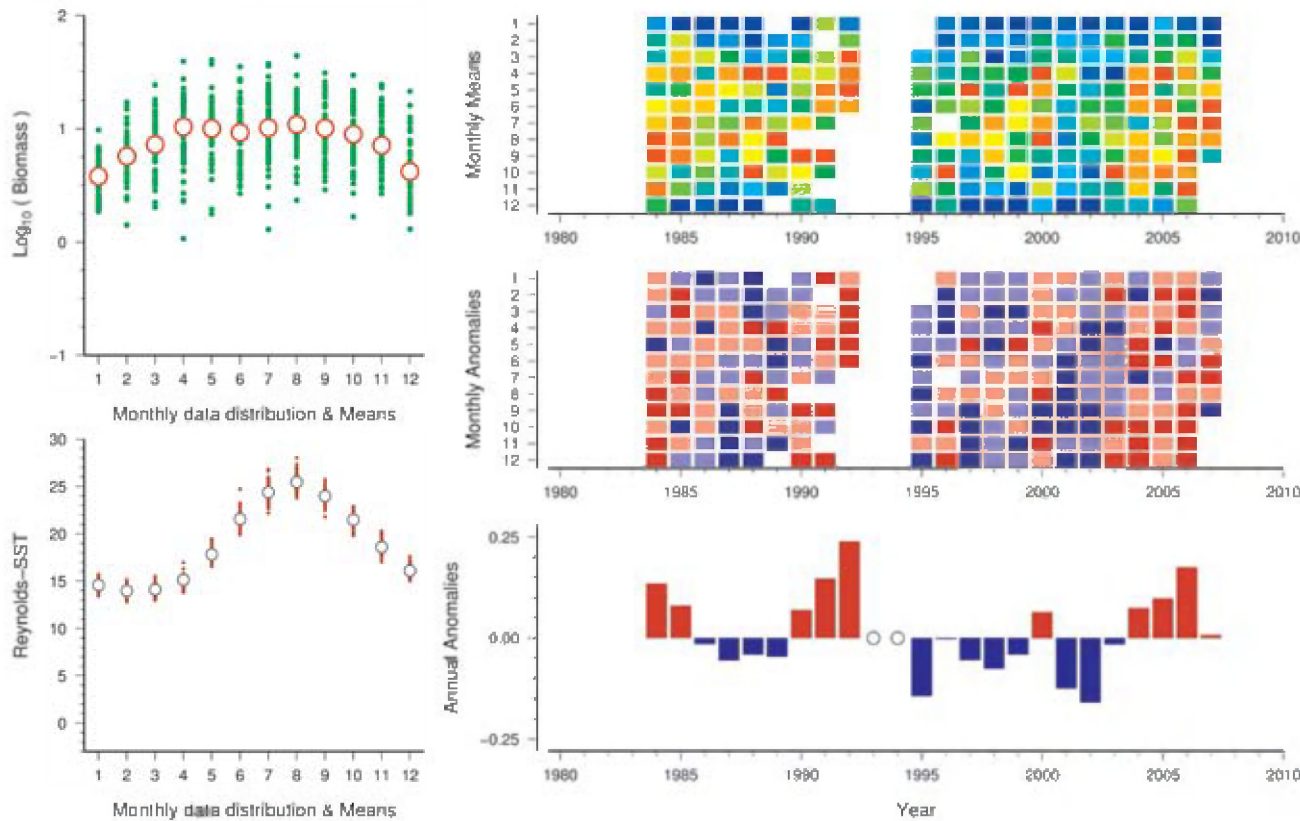 2
1
0
−1
Log₁₀ ( Biomass )
1 2 3 4 5 6 7 8 9 10 11 12
Monthly data distribution & Means
30
25
20
15
10
5
0
Reynolds–SST
1 2 3 4 5 6 7 8 9 10 11 12
Monthly data distribution & Means
Monthly Means
1
2
3
4
5
6
7
8
9
10
11
12
1980 1985 1990 1995 2000 2005 2010
Monthly Anomalies
1
2
3
4
5
6
7
8
9
10
11
12
1980 1985 1990 1995 2000 2005 2010
Annual Anomalies
0.25
0.00
−0.25
1980 1985 1990 1995 2000 2005 2010
Year